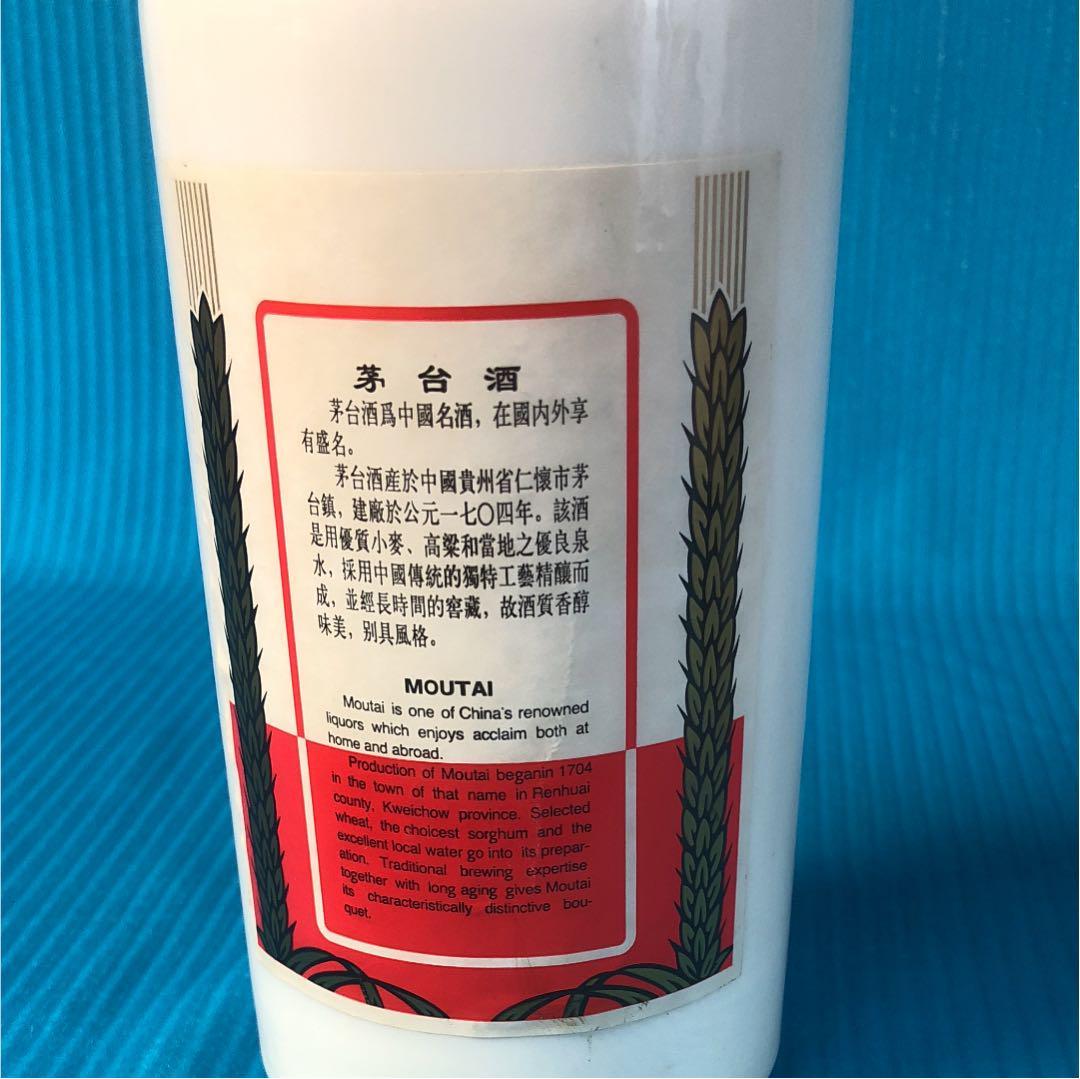 茅台酒
茅台酒爲中國名酒，在國内外享
有盛名。
茅台酒産於中國貴州省仁懷市茅
台鎮，建廠於公元一七〇四年。該酒
是用優質小麥、高粱和當地之優良泉
水，採用中國傳統的獨特工藝精釀而
成，並經長時間的窖藏，故酒質香醇
味美，别具風格。
MOUTAI
Moutai is one of China's renowned
liquors which enjoys acclaim both at
home and abroad.
Production of Moutai beganin 1704
in the town of that name in Renhuai
county, Kweichow province. Selected
wheat, the choicest sorghum and the
excellent local water go into its prepar-
ation. Traditional brewing expertise
together with long aging gives Moutai
its characteristically distinctive bou-
quet.